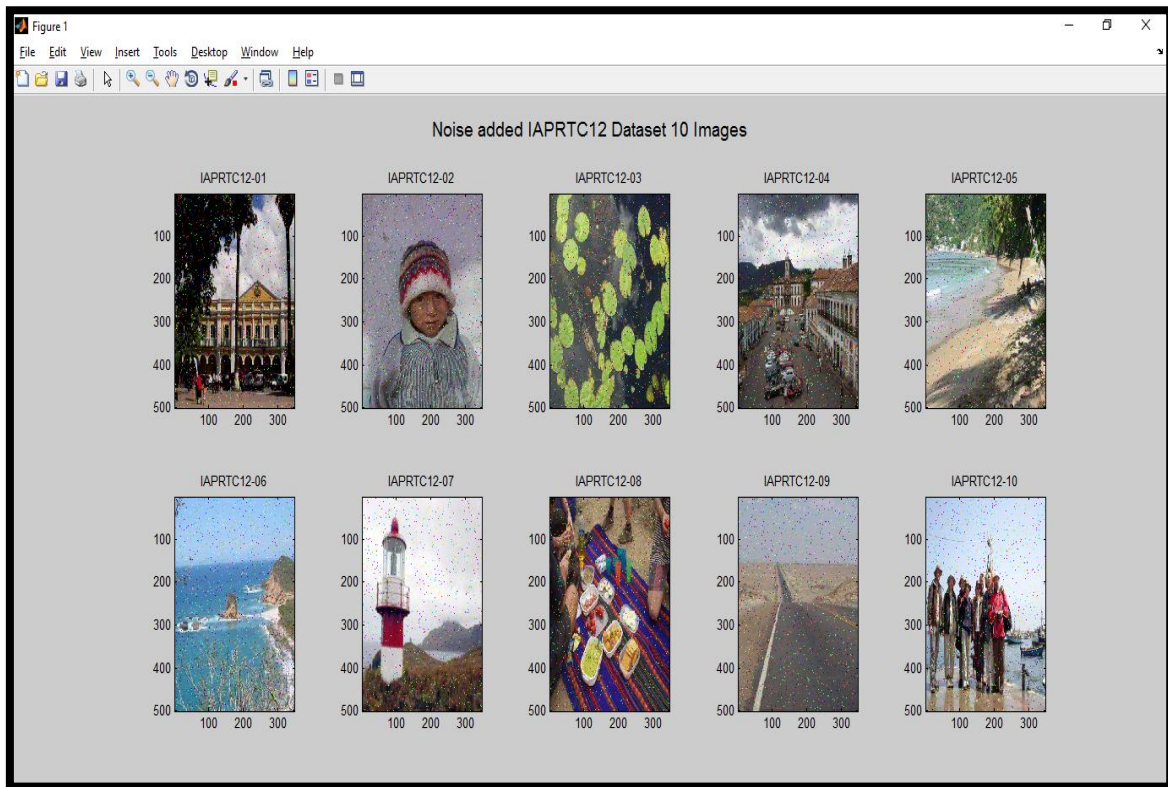 Figure 1
File Edit View Insert Tools Desktop Window Help
Noise added IAPRTC12 Dataset 10 Images
IAPRTC12-01 IAPRTC12-02 IAPRTC12-03 IAPRTC12-04 IAPRTC12-05
100 100 100 100 100
200 200 200 200 200
300 300 300 300 300
400 400 400 400 400
500 500 500 500 500
100 200 300 100 200 300 100 200 300 100 200 300 100 200 300
IAPRTC12-06 IAPRTC12-07 IAPRTC12-08 IAPRTC12-09 IAPRTC12-10
100 100 100 100 100
200 200 200 200 200
300 300 300 300 300
400 400 400 400 400
500 500 500 500 500
100 200 300 100 200 300 100 200 300 100 200 300 100 200 300